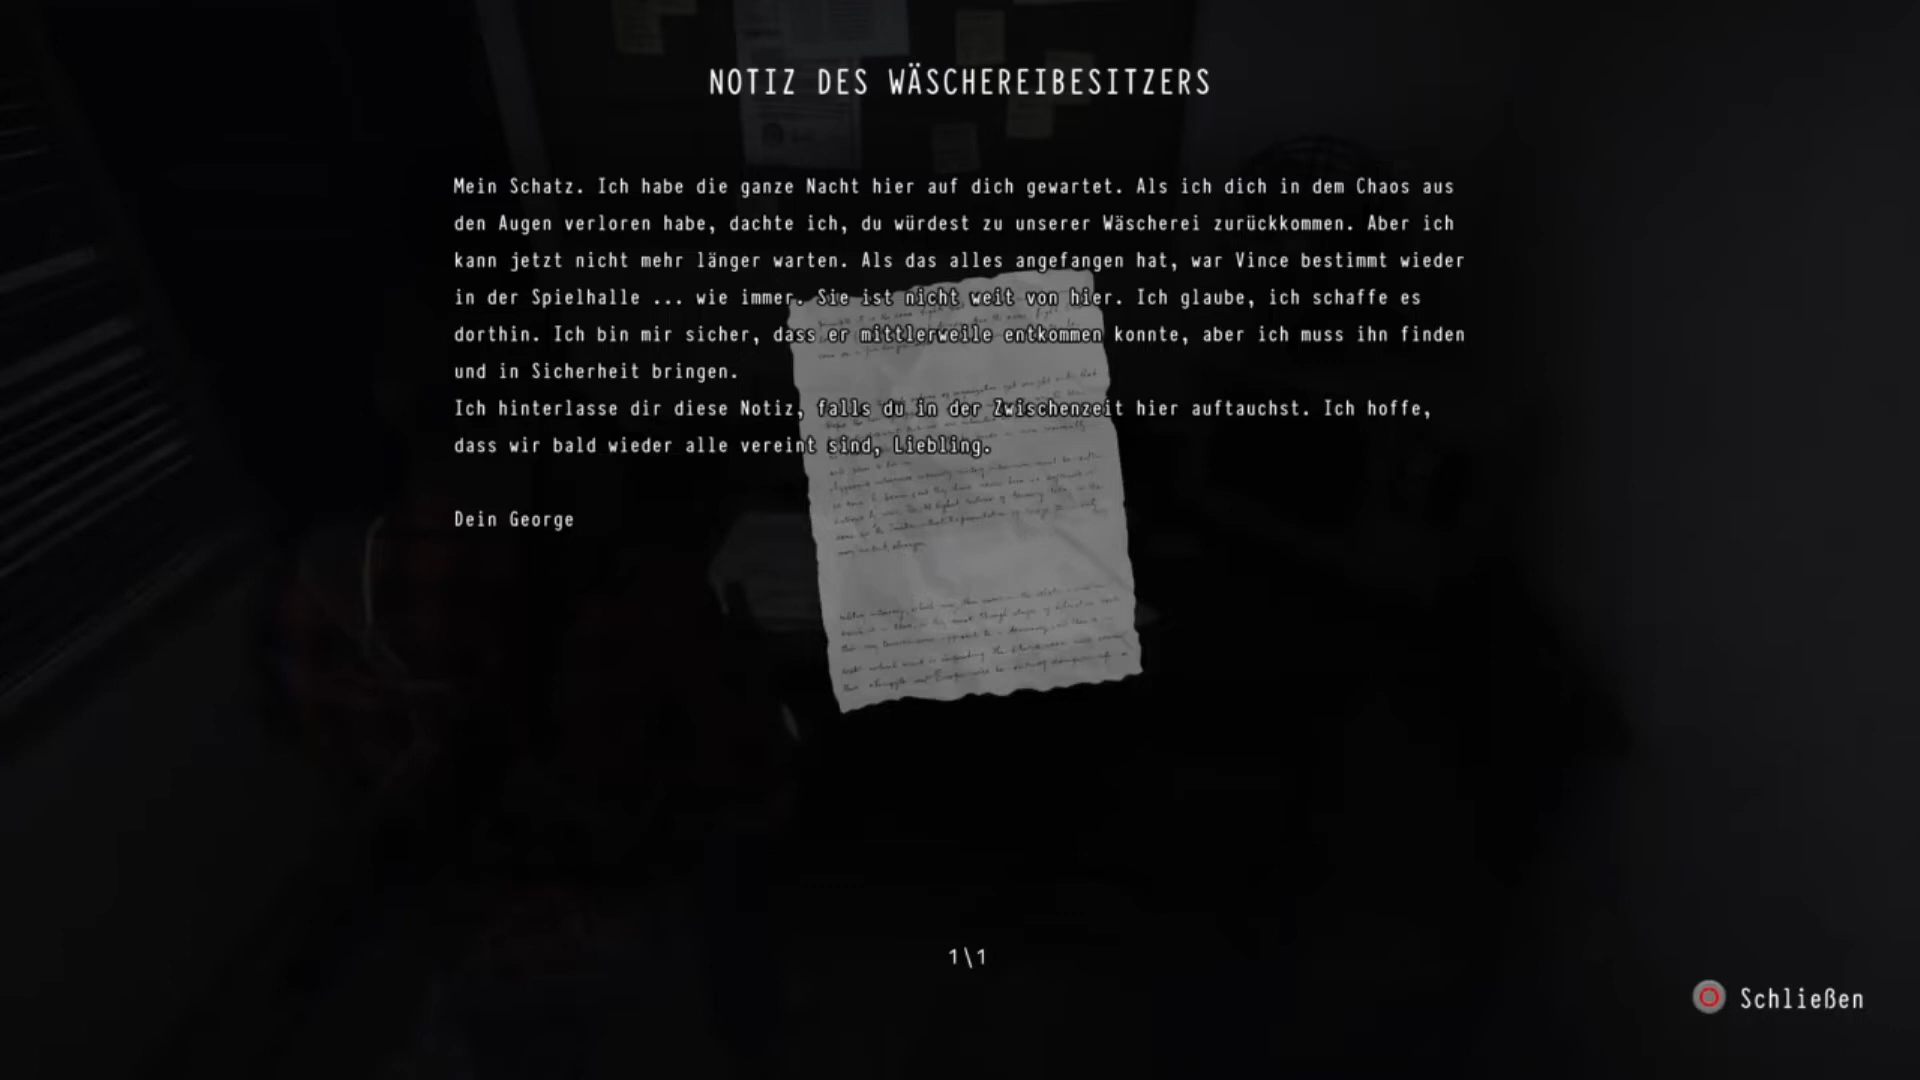 NOTIZ DES WÄSCHEREIBESITZERS
Mein Schatz. Ich habe die ganze Nacht hier auf dich gewartet. Als ich dich in dem Chaos aus
den Augen verloren habe, dachte ich, du würdest zu unserer Wäscherei zurückkommen. Aber ich
kann jetzt nicht mehr länger warten. Als das alles angefangen hat, war Vince bestimmt wieder
in der Spielhalle ... wie immer. Sie ist nicht weit von hier. Ich glaube, ich schaffe es
dorthin. Ich bin mir sicher, dass er mittlerweile entkommen konnte, aber ich muss ihn finden
und in Sicherheit bringen.
Ich hinterlasse dir diese Notiz, falls du in der Zwischenzeit hier auftauchst. Ich hoffe,
dass wir bald wieder alle vereint sind, Liebling.
Dein George
1\1
Schließen